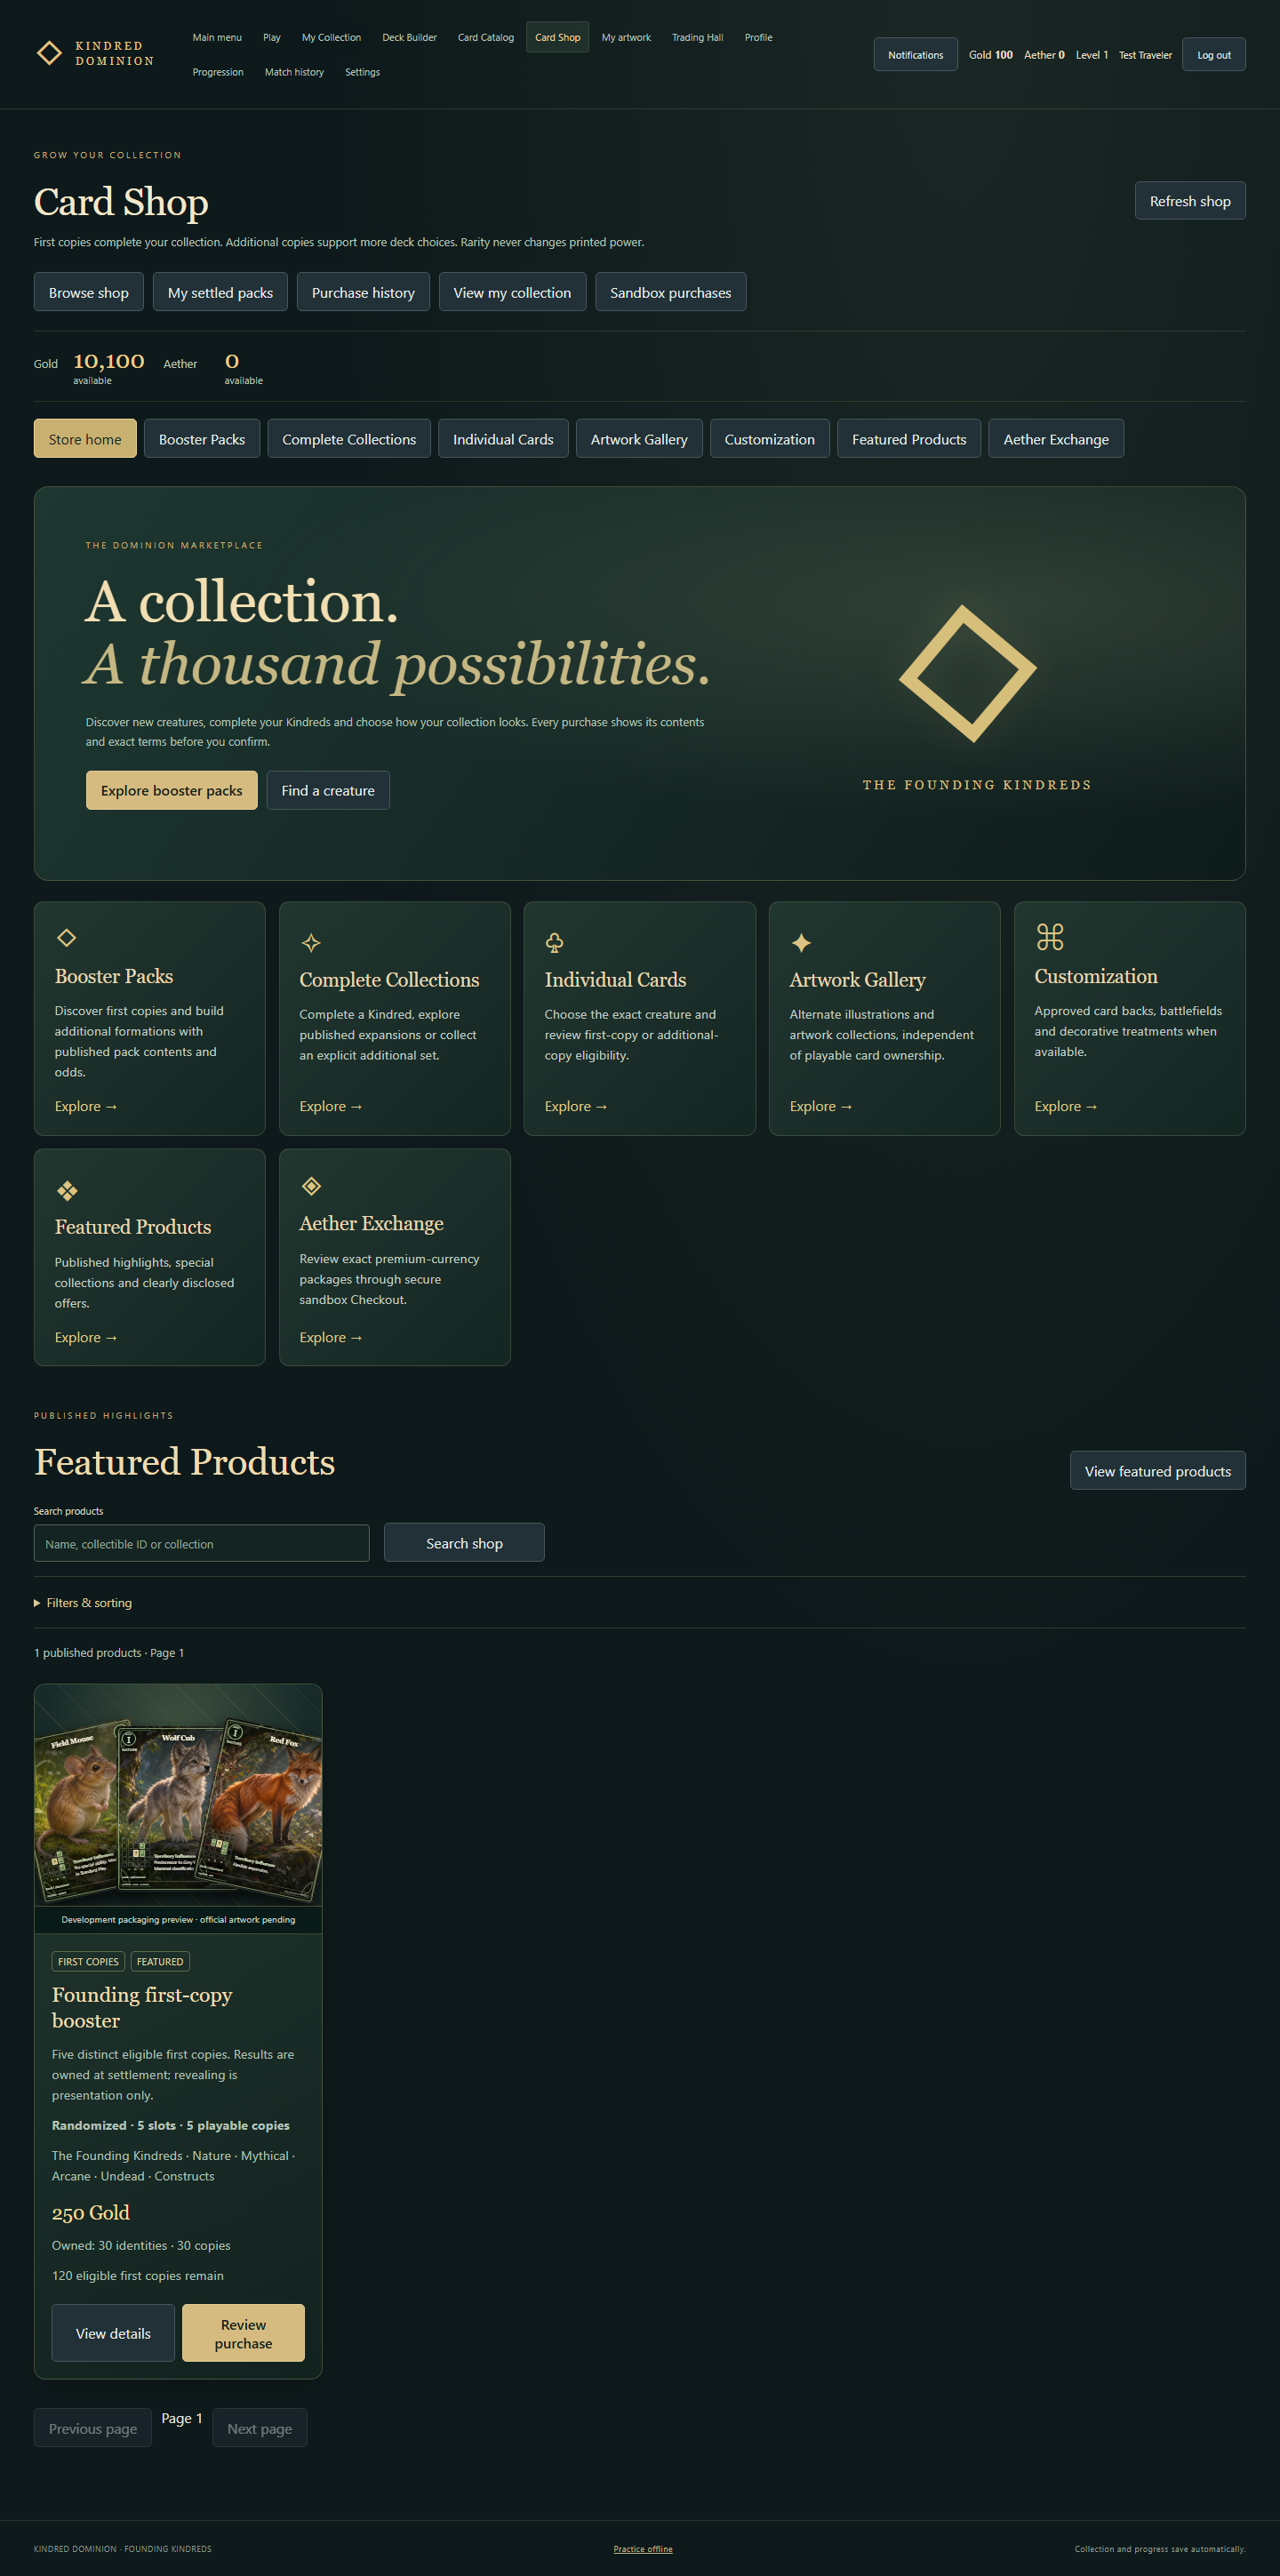 KINDRED
DOMINION
Main menu
Play
My Collection
Deck Builder
Card Catalog
Card Shop
My artwork
Trading Hall
Profile
Progression
Match history
Settings
Notifications
Gold 100
Aether 0
Level 1
Test Traveler
Log out
GROW YOUR COLLECTION
Card Shop
Refresh shop
First copies complete your collection. Additional copies support more deck choices. Rarity never changes printed power.
Browse shop
My settled packs
Purchase history
View my collection
Sandbox purchases
Gold
10,100
available
Aether
0
available
Store home
Booster Packs
Complete Collections
Individual Cards
Artwork Gallery
Customization
Featured Products
Aether Exchange
THE DOMINION MARKETPLACE
A collection.
A thousand possibilities.
Discover new creatures, complete your Kindreds and choose how your collection looks. Every purchase shows its contents
and exact terms before you confirm.
Explore booster packs
Find a creature
THE FOUNDING KINDREDS
Booster Packs
Discover first copies and build
additional formations with
published pack contents and
odds.
Explore →
Complete Collections
Complete a Kindred, explore
published expansions or collect
an explicit additional set.
Explore →
Individual Cards
Choose the exact creature and
review first-copy or additional-
copy eligibility.
Explore →
Artwork Gallery
Alternate illustrations and
artwork collections, independent
of playable card ownership.
Explore →
Customization
Approved card backs, battlefields
and decorative treatments when
available.
Explore →
Featured Products
Published highlights, special
collections and clearly disclosed
offers.
Explore →
Aether Exchange
Review exact premium-currency
packages through secure
sandbox Checkout.
Explore →
PUBLISHED HIGHLIGHTS
Featured Products
View featured products
Search products
Name, collectible ID or collection
Search shop
Filters & sorting
1 published products · Page 1
Field Mouse
I
Wolf Cub
NATURE
I
Red Fox
Territory Influence
Territory Influence
Territory Influence
Development packaging preview · official artwork pending
FIRST COPIES
FEATURED
Founding first-copy
booster
Five distinct eligible first copies. Results are
owned at settlement; revealing is
presentation only.
Randomized · 5 slots · 5 playable copies
The Founding Kindreds · Nature · Mythical ·
Arcane · Undead · Constructs
250 Gold
Owned: 30 identities · 30 copies
120 eligible first copies remain
View details
Review
purchase
Previous page
Page 1
Next page
KINDRED DOMINION · FOUNDING KINDREDS
Practice offline
Collection and progress save automatically.